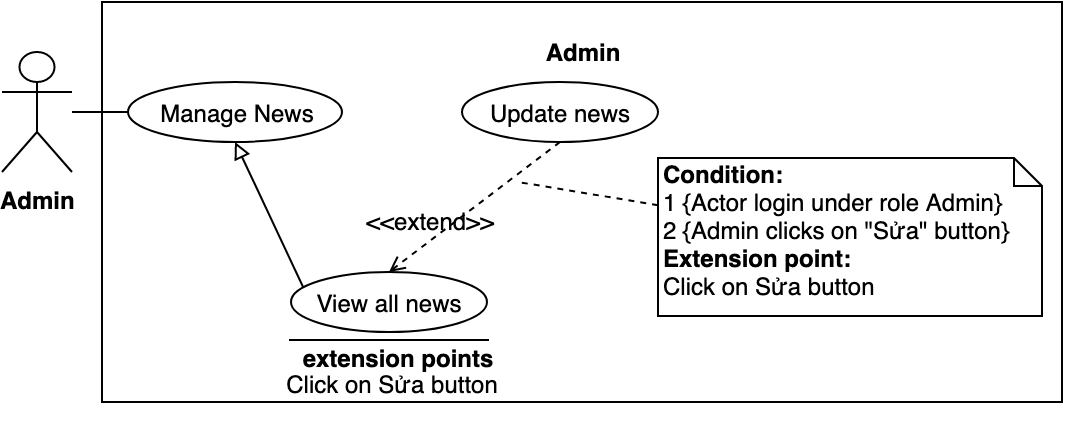 Admin
Manage News
Update news
Admin
Condition:
1 {Actor login under role Admin}
2 {Admin clicks on "Sửa" button}
Extension point:
Click on Sửa button
<<extend>>
View all news
extension points
Click on Sửa button